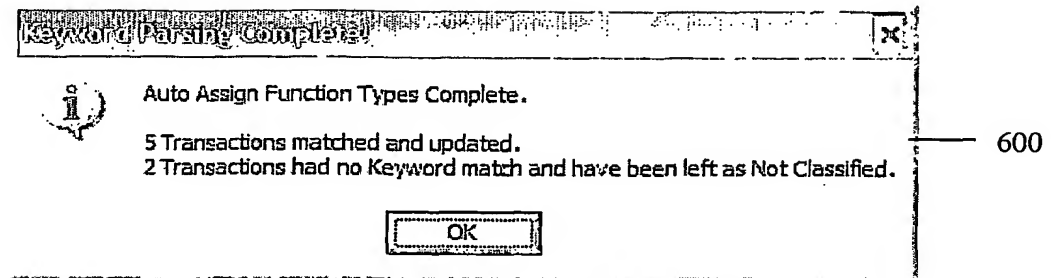 Keyword Parsing Complete!
Auto Assign Function Types Complete.
5 Transactions matched and updated.
2 Transactions had no Keyword match and have been left as Not Classified.
600
OK